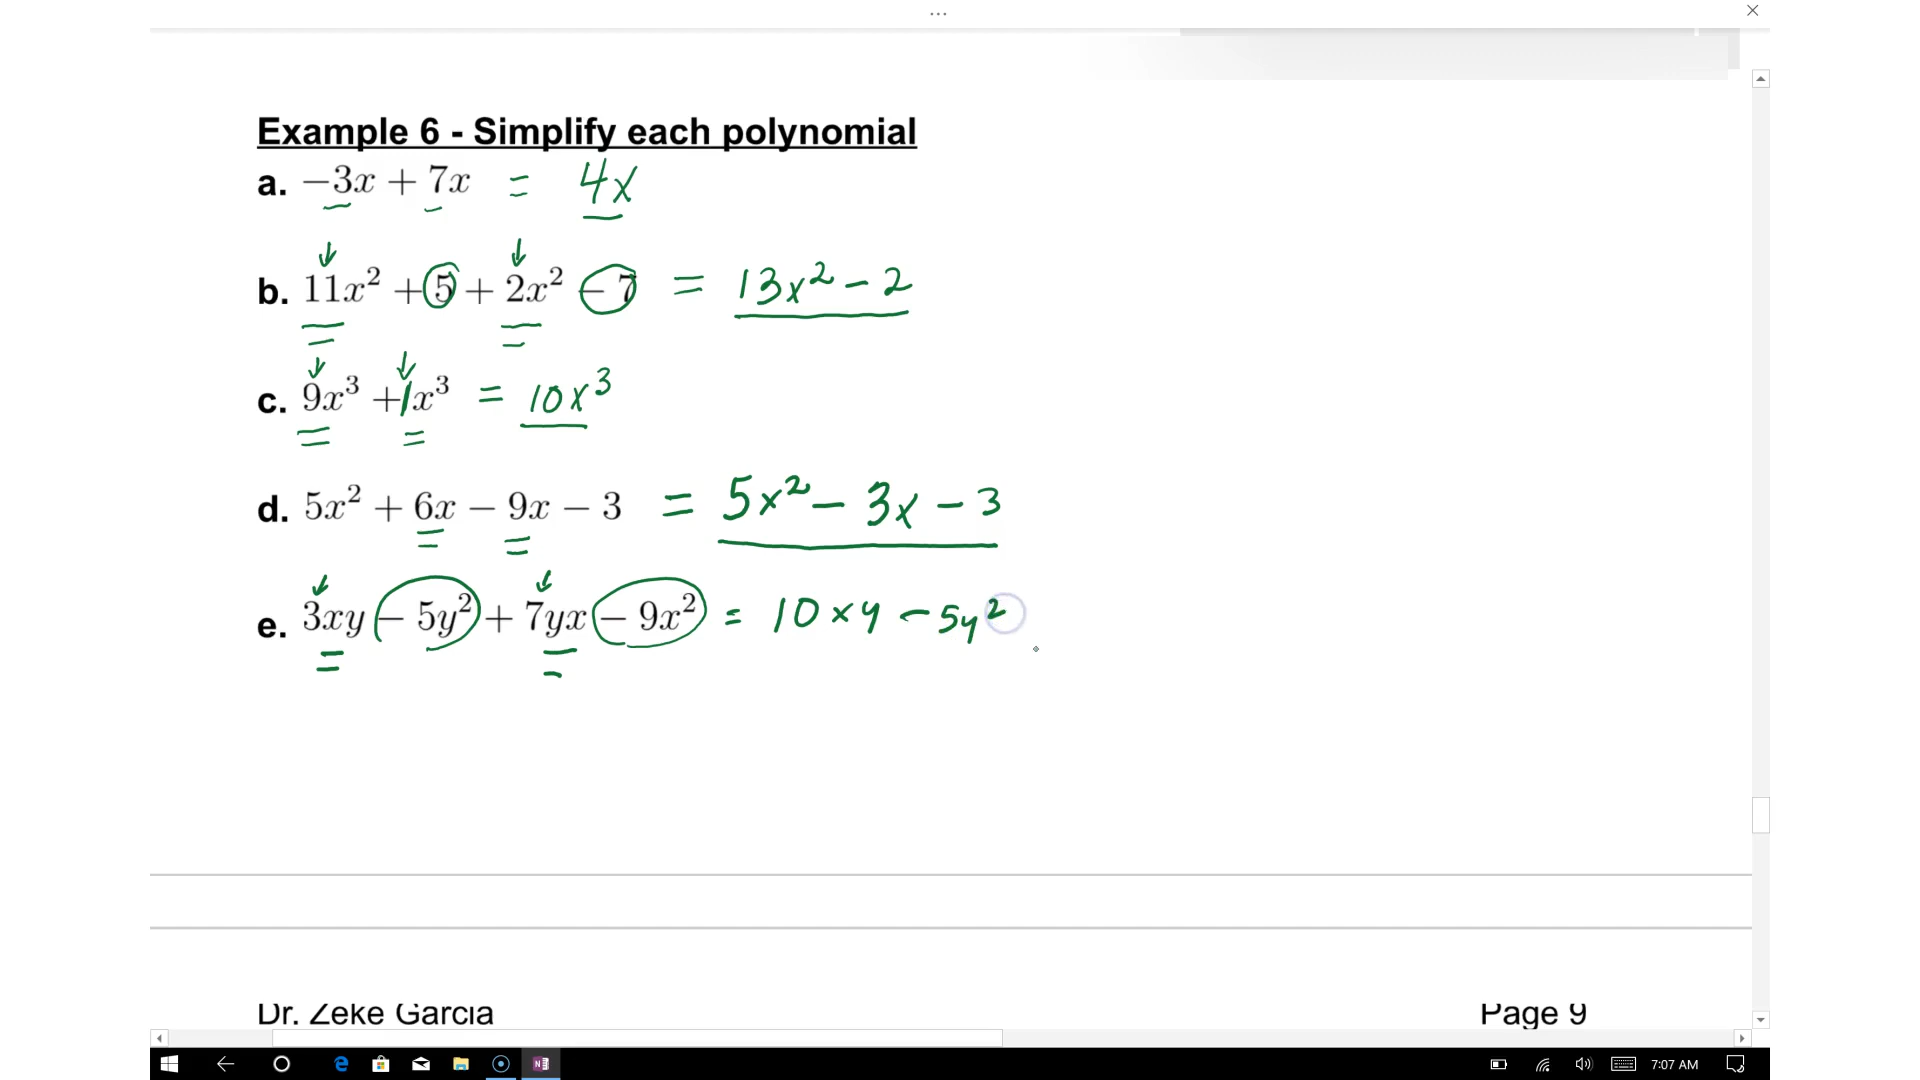 ...
Example 6 - Simplify each polynomial
a. −3x + 7x = 4x
b. 11x² + 5 + 2x² − 7 = 13x² − 2
c. 9x³ + 1x³ = 10x³
d. 5x² + 6x − 9x − 3 = 5x² − 3x − 3
e. 3xy − 5y² + 7yx − 9x² = 10xy − 5y²
Dr. Zeke Garcia Page 9
7:07 AM